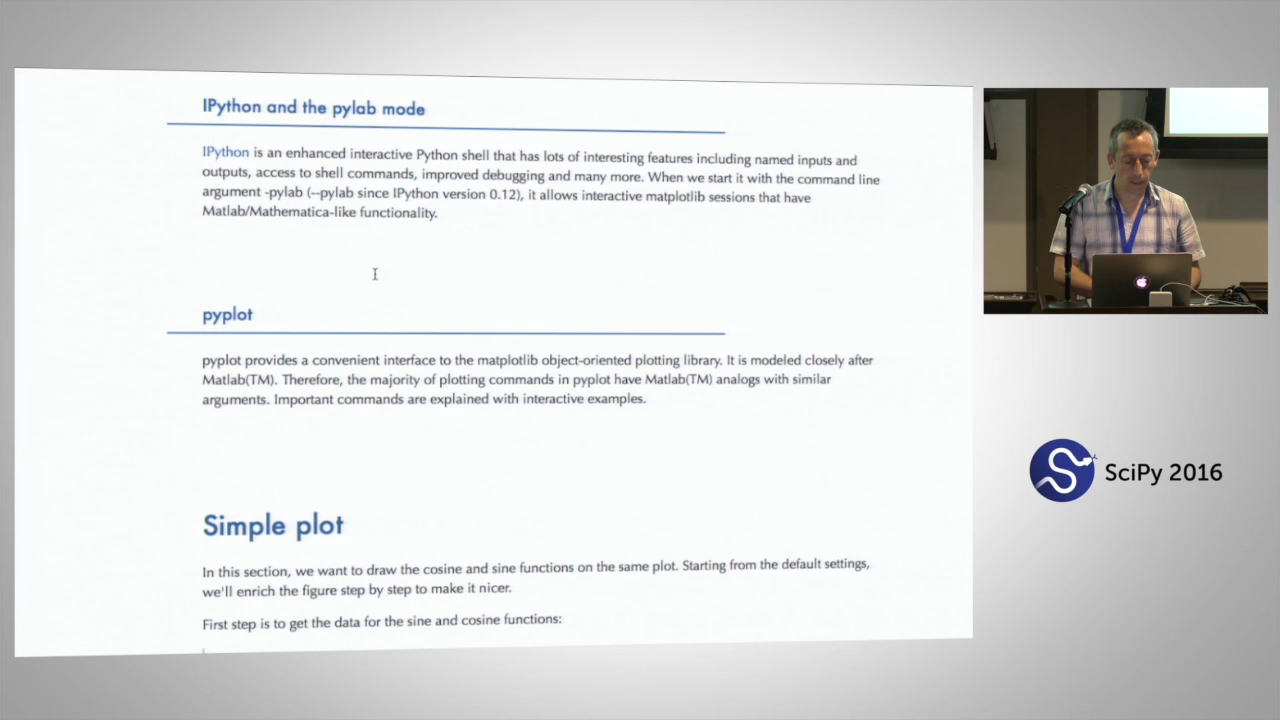 IPython and the pylab mode
IPython is an enhanced interactive Python shell that has lots of interesting features including named inputs and
outputs, access to shell commands, improved debugging and many more. When we start it with the command line
argument -pylab (--pylab since IPython version 0.12), it allows interactive matplotlib sessions that have
Matlab/Mathematica-like functionality.
pyplot
pyplot provides a convenient interface to the matplotlib object-oriented plotting library. It is modeled closely after
Matlab(TM). Therefore, the majority of plotting commands in pyplot have Matlab(TM) analogs with similar
arguments. Important commands are explained with interactive examples.
Simple plot
In this section, we want to draw the cosine and sine functions on the same plot. Starting from the default settings,
we'll enrich the figure step by step to make it nicer.
First step is to get the data for the sine and cosine functions:
SciPy 2016